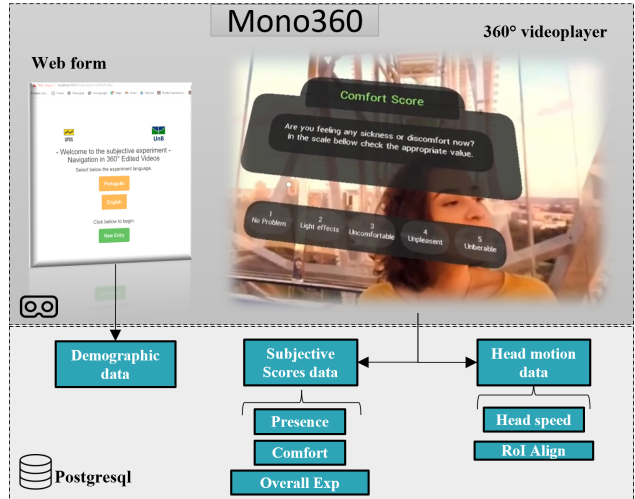 Mono360
360° videoplayer
Web form
GPDS
UnB
- Welcome to the subjective experiment -
Navigation in 360° Edited Videos
Select below the experiment language.
Português
English
Click bellow to begin
New Entry
Comfort Score
Are you feeling any sickness or discomfort now?
In the scale bellow check the appropriate value.
1
No Problem
2
Light effects
3
Uncomfortable
4
Unpleasent
5
Unberable
Demographic
data
Subjective
Scores data
Head motion
data
Presence
Comfort
Overall Exp
Head speed
RoI Align
Postgresql